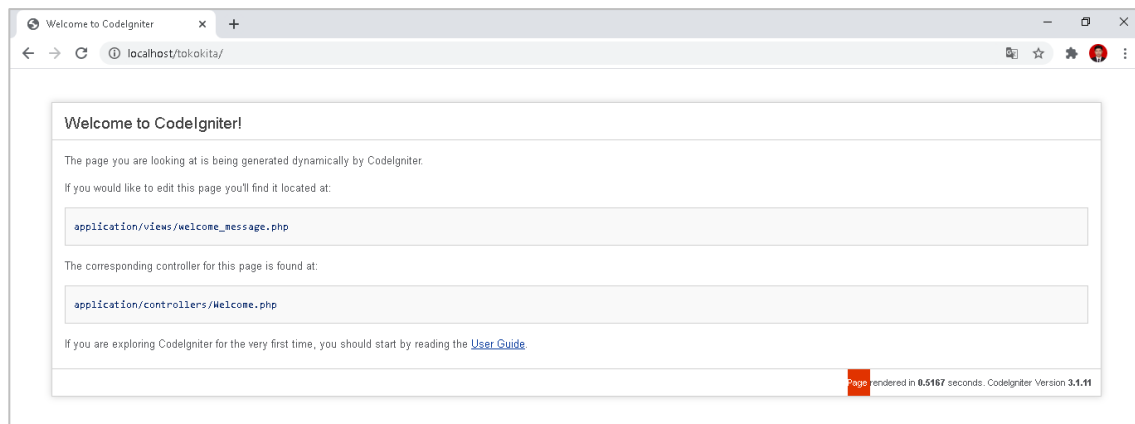 Welcome to CodeIgniter
localhost/tokokita/
Welcome to CodeIgniter!
The page you are looking at is being generated dynamically by CodeIgniter.
If you would like to edit this page you'll find it located at:
application/views/welcome_message.php
The corresponding controller for this page is found at:
application/controllers/Welcome.php
If you are exploring CodeIgniter for the very first time, you should start by reading the User Guide.
Page rendered in 0.5167 seconds. CodeIgniter Version 3.1.11